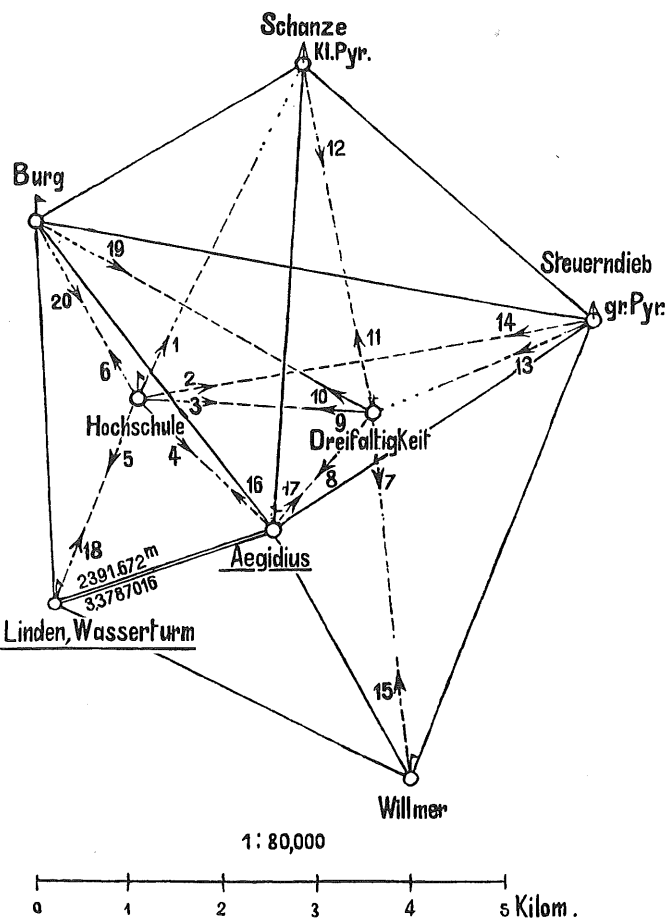 Schanze
Kl.Pyr.
12
Burg
19
Steuerndieb
20
gr.Pyr.
14
1
11
13
6
2
10
3
9
Hochschule
Dreifaltigkeit
5
4
16
17
8
7
18
2391.672 m
3,3787016
Aegidius
Linden, Wasserturm
15
Willmer
1:80,000
0 1 2 3 4 5 Kilom.